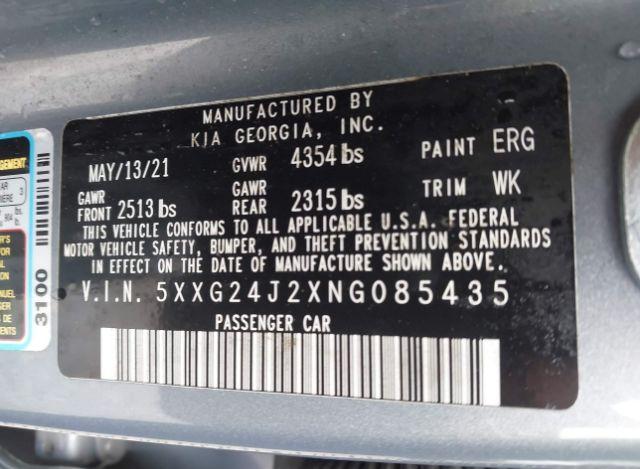 MANUFACTURED BY
KIA GEORGIA, INC.
MAY/13/21 GVWR 4354 lbs PAINT ERG
GAWR FRONT 2513 lbs GAWR REAR 2315 lbs TRIM WK
THIS VEHICLE CONFORMS TO ALL APPLICABLE U.S.A. FEDERAL
MOTOR VEHICLE SAFETY, BUMPER, AND THEFT PREVENTION STANDARDS
IN EFFECT ON THE DATE OF MANUFACTURE SHOWN ABOVE.
V.I.N. 5XXG24J2XNG085435
PASSENGER CAR
3100